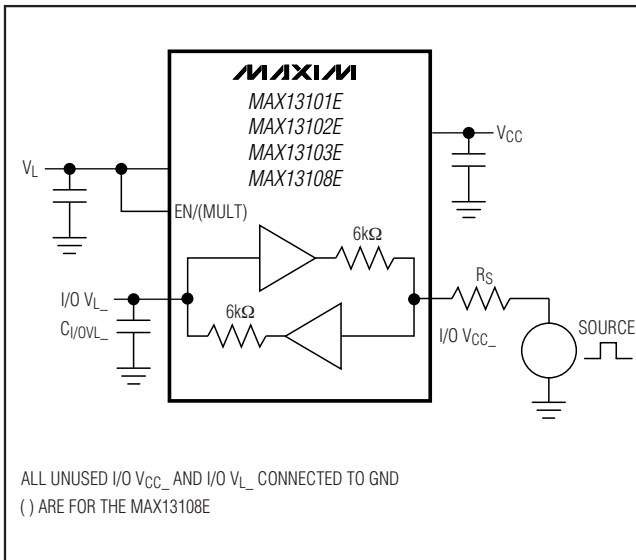 MAXIM
MAX13101E
MAX13102E
MAX13103E
MAX13108E
VL
VCC
EN/(MULT)
6kΩ
I/O VL_
CI/OVL_
6kΩ
RS
I/O VCC_
SOURCE
ALL UNUSED I/O VCC_ AND I/O VL_ CONNECTED TO GND
( ) ARE FOR THE MAX13108E